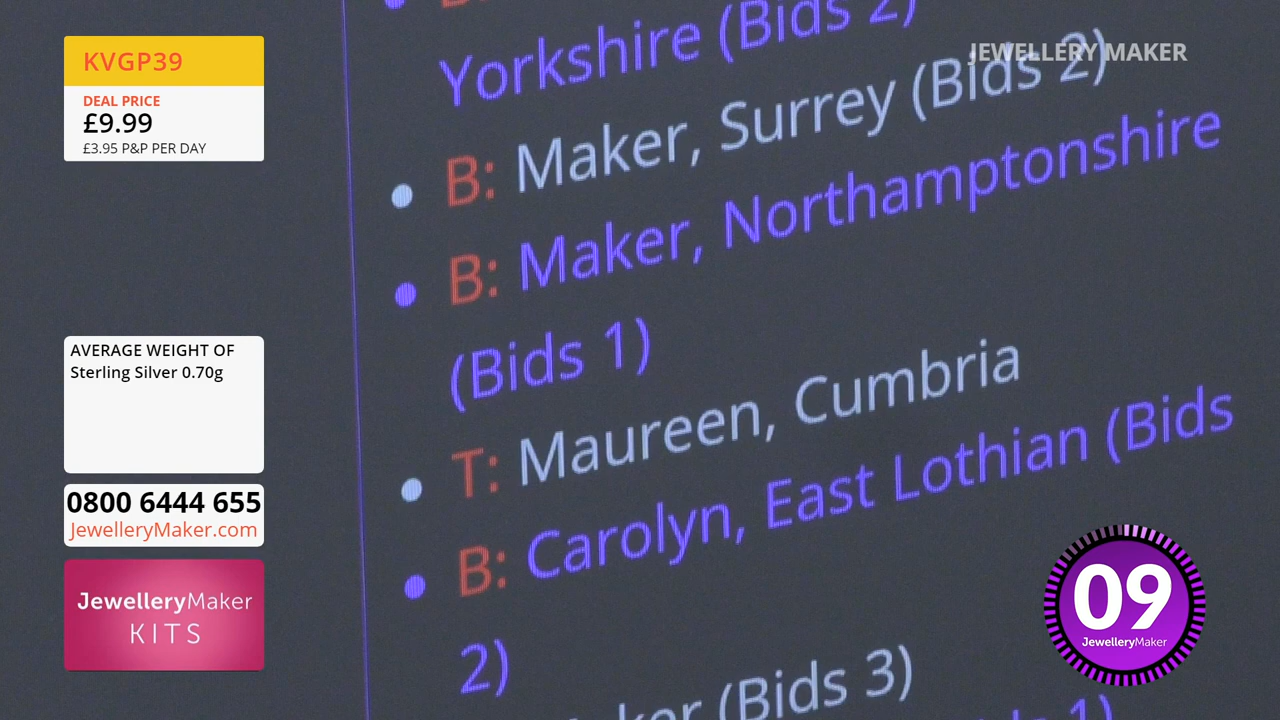 KVGP39
DEAL PRICE
£9.99
£3.95 P&P PER DAY
AVERAGE WEIGHT OF
Sterling Silver 0.70g
0800 6444 655
JewelleryMaker.com
JewelleryMaker
KITS
JEWELLERY MAKER
Yorkshire (Bids 2)
B: Maker, Surrey (Bids 2)
B: Maker, Northamptonshire
(Bids 1)
T: Maureen, Cumbria
B: Carolyn, East Lothian (Bids
2)
(Bids 3)
09
JewelleryMaker